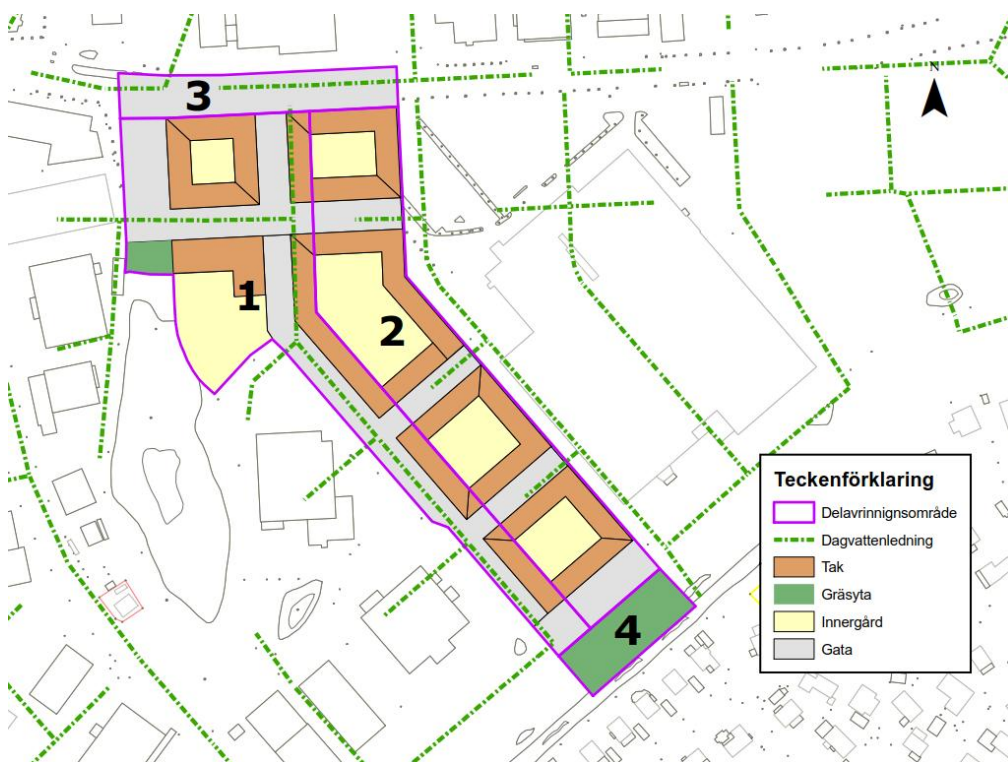 3
N
1
2
4
Teckenförklaring
Delavrinnignsområde
Dagvattenledning
Tak
Gräsyta
Innergård
Gata